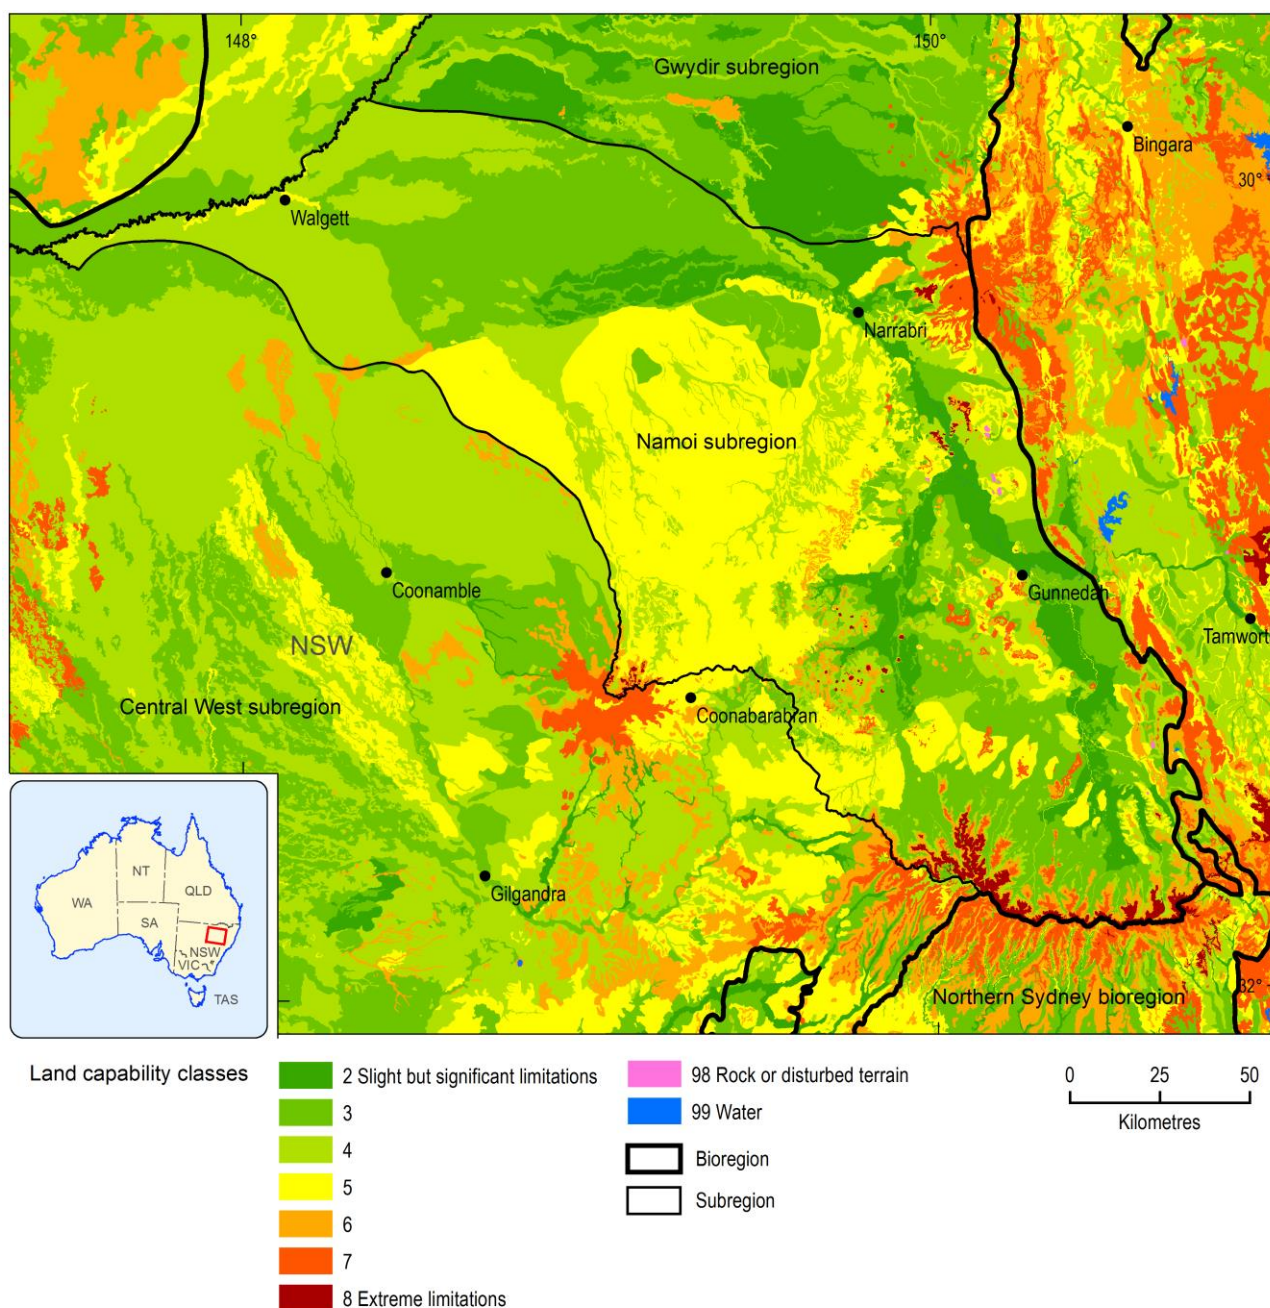 148°
150°
Gwydir subregion
Bingara
30°
Walgett
Narrabri
Namoi subregion
Coonamble
Gunnedah
NSW
Tamwort
Central West subregion
Coonabarabran
Gilgandra
Northern Sydney bioregion
32°
WA
NT
QLD
SA
NSW
VIC
TAS
Land capability classes
2 Slight but significant limitations
3
4
5
6
7
8 Extreme limitations
98 Rock or disturbed terrain
99 Water
Bioregion
Subregion
0 25 50
Kilometres